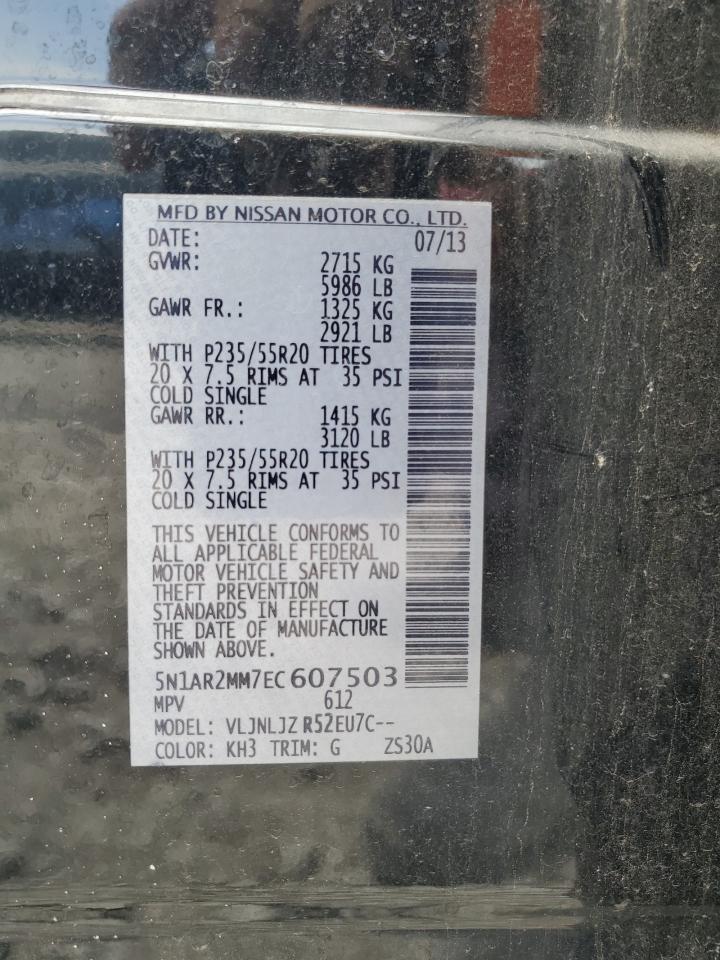 MFD BY NISSAN MOTOR CO., LTD.
DATE: 07/13
GVWR: 2715 KG
5986 LB
GAWR FR.: 1325 KG
2921 LB
WITH P235/55R20 TIRES
20 X 7.5 RIMS AT 35 PSI
COLD SINGLE
GAWR RR.: 1415 KG
3120 LB
WITH P235/55R20 TIRES
20 X 7.5 RIMS AT 35 PSI
COLD SINGLE
THIS VEHICLE CONFORMS TO
ALL APPLICABLE FEDERAL
MOTOR VEHICLE SAFETY AND
THEFT PREVENTION
STANDARDS IN EFFECT ON
THE DATE OF MANUFACTURE
SHOWN ABOVE.
5N1AR2MM7EC 607503
MPV 612
MODEL: VLJNLJZ R52EU7C--
COLOR: KH3 TRIM: G ZS30A